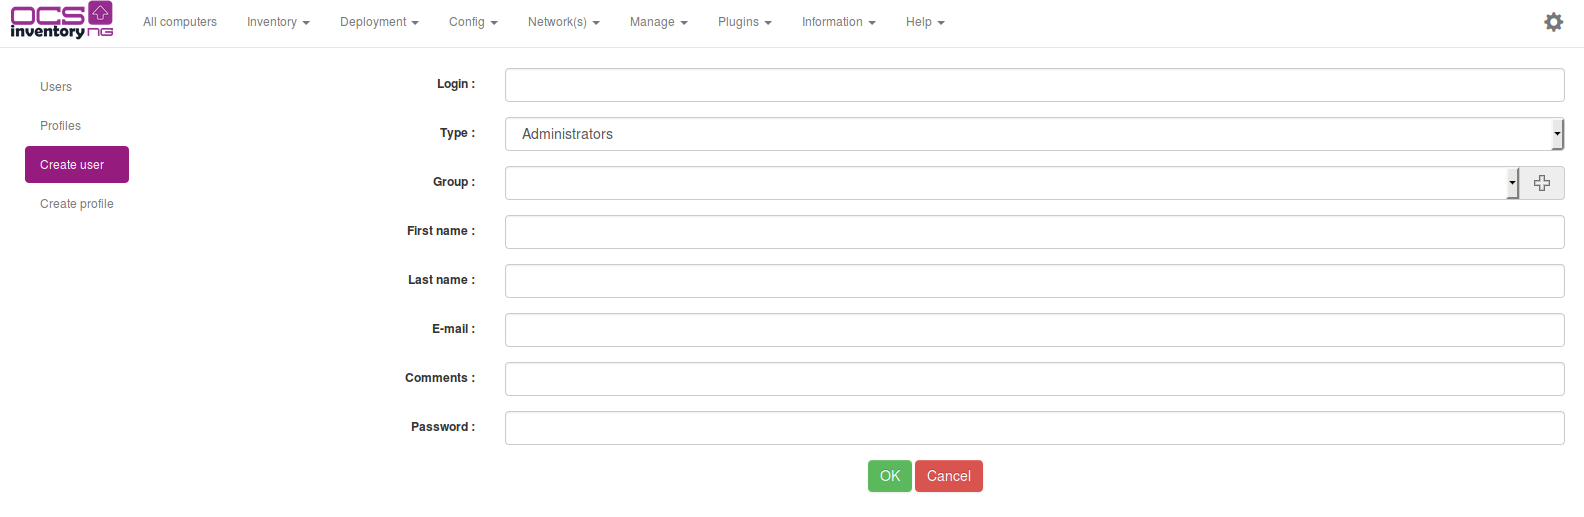 OCS inventory NG
All computers Inventory Deployment Config Network(s) Manage Plugins Information Help
Users
Profiles
Create user
Create profile
Login :
Type : Administrators
Group :
First name :
Last name :
E-mail :
Comments :
Password :
OK Cancel